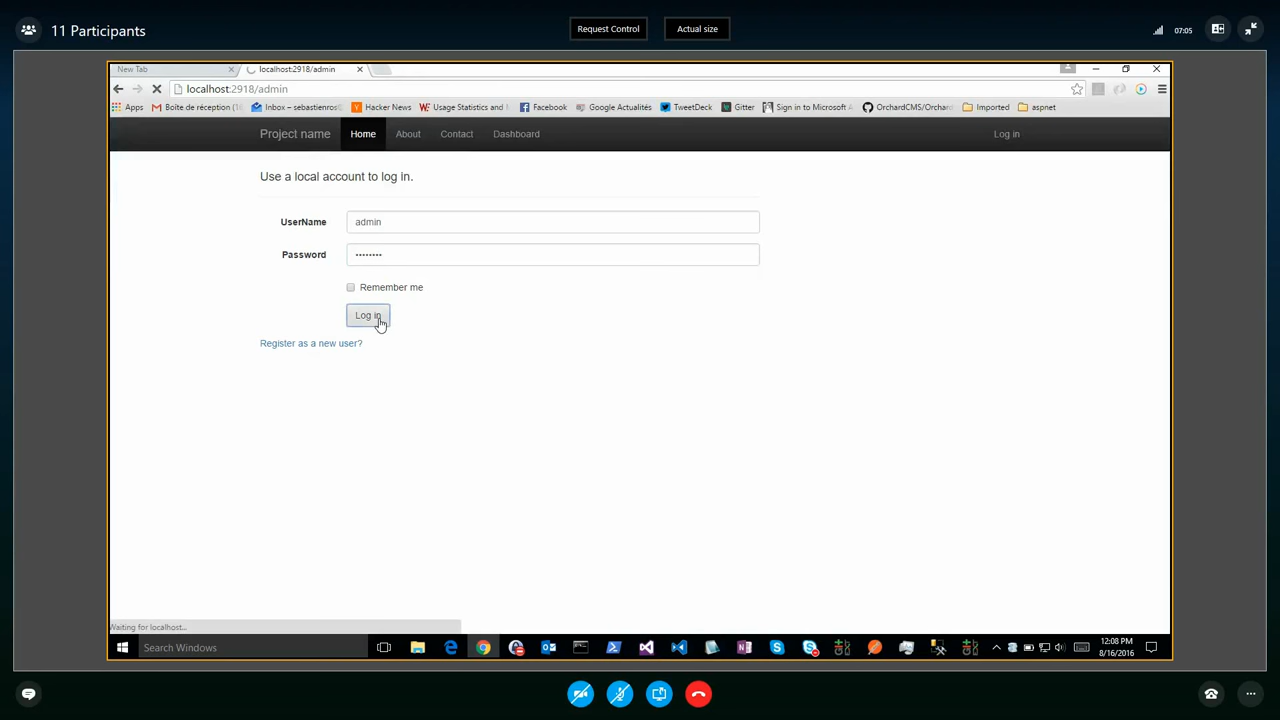 11 Participants
Request Control
Actual size
07:05
New Tab
localhost:2918/admin
localhost:2918/admin
Apps
Boîte de réception (1
Inbox – sebastienros
Hacker News
Usage Statistics and
Facebook
Google Actualités
TweetDeck
Gitter
Sign in to Microsoft A
OrchardCMS/Orchard
Imported
aspnet
Project name
Home
About
Contact
Dashboard
Log in
Use a local account to log in.
UserName
admin
Password
Remember me
Log in
Register as a new user?
Waiting for localhost...
Search Windows
12:08 PM
8/16/2016